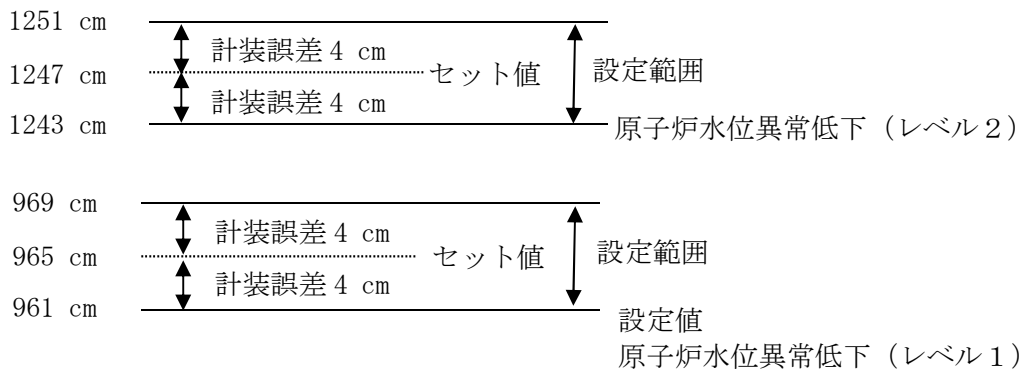 1251 cm
計装誤差 4 cm
1247 cm
セット値
設定範囲
計装誤差 4 cm
1243 cm
原子炉水位異常低下（レベル２）
969 cm
計装誤差 4 cm
965 cm
セット値
設定範囲
計装誤差 4 cm
961 cm
設定値
原子炉水位異常低下（レベル１）